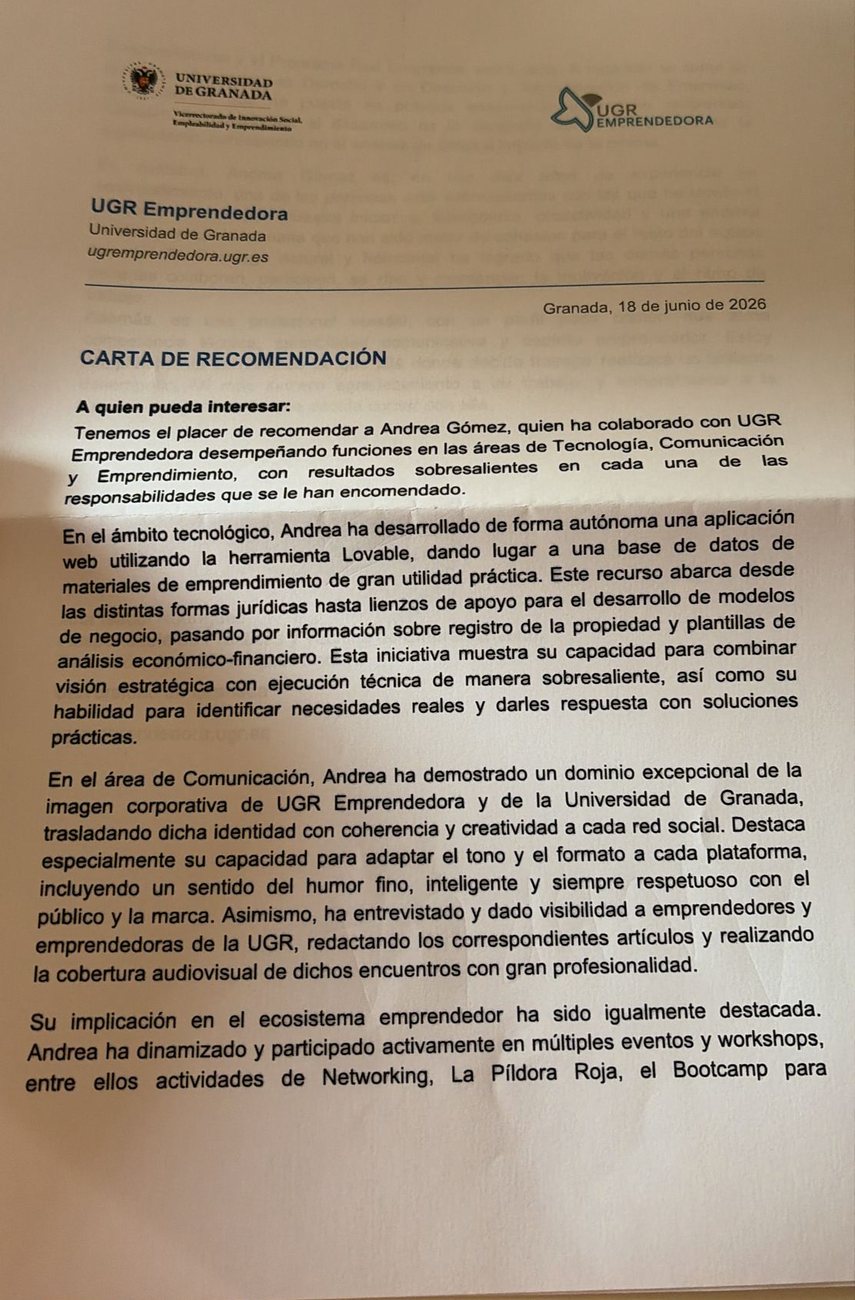 UNIVERSIDAD
DE GRANADA
Vicerrectorado de Innovación Social,
Empleabilidad y Emprendimiento
UGR
EMPRENDEDORA
UGR Emprendedora
Universidad de Granada
ugremprendedora.ugr.es
Granada, 18 de junio de 2026
CARTA DE RECOMENDACIÓN
A quien pueda interesar:
Tenemos el placer de recomendar a Andrea Gómez, quien ha colaborado con UGR
Emprendedora desempeñando funciones en las áreas de Tecnología, Comunicación
y Emprendimiento, con resultados sobresalientes en cada una de las
responsabilidades que se le han encomendado.
En el ámbito tecnológico, Andrea ha desarrollado de forma autónoma una aplicación
web utilizando la herramienta Lovable, dando lugar a una base de datos de
materiales de emprendimiento de gran utilidad práctica. Este recurso abarca desde
las distintas formas jurídicas hasta lienzos de apoyo para el desarrollo de modelos
de negocio, pasando por información sobre registro de la propiedad y plantillas de
análisis económico-financiero. Esta iniciativa muestra su capacidad para combinar
visión estratégica con ejecución técnica de manera sobresaliente, así como su
habilidad para identificar necesidades reales y darles respuesta con soluciones
prácticas.
En el área de Comunicación, Andrea ha demostrado un dominio excepcional de la
imagen corporativa de UGR Emprendedora y de la Universidad de Granada,
trasladando dicha identidad con coherencia y creatividad a cada red social. Destaca
especialmente su capacidad para adaptar el tono y el formato a cada plataforma,
incluyendo un sentido del humor fino, inteligente y siempre respetuoso con el
público y la marca. Asimismo, ha entrevistado y dado visibilidad a emprendedores y
emprendedoras de la UGR, redactando los correspondientes artículos y realizando
la cobertura audiovisual de dichos encuentros con gran profesionalidad.
Su implicación en el ecosistema emprendedor ha sido igualmente destacada.
Andrea ha dinamizado y participado activamente en múltiples eventos y workshops,
entre ellos actividades de Networking, La Píldora Roja, el Bootcamp para